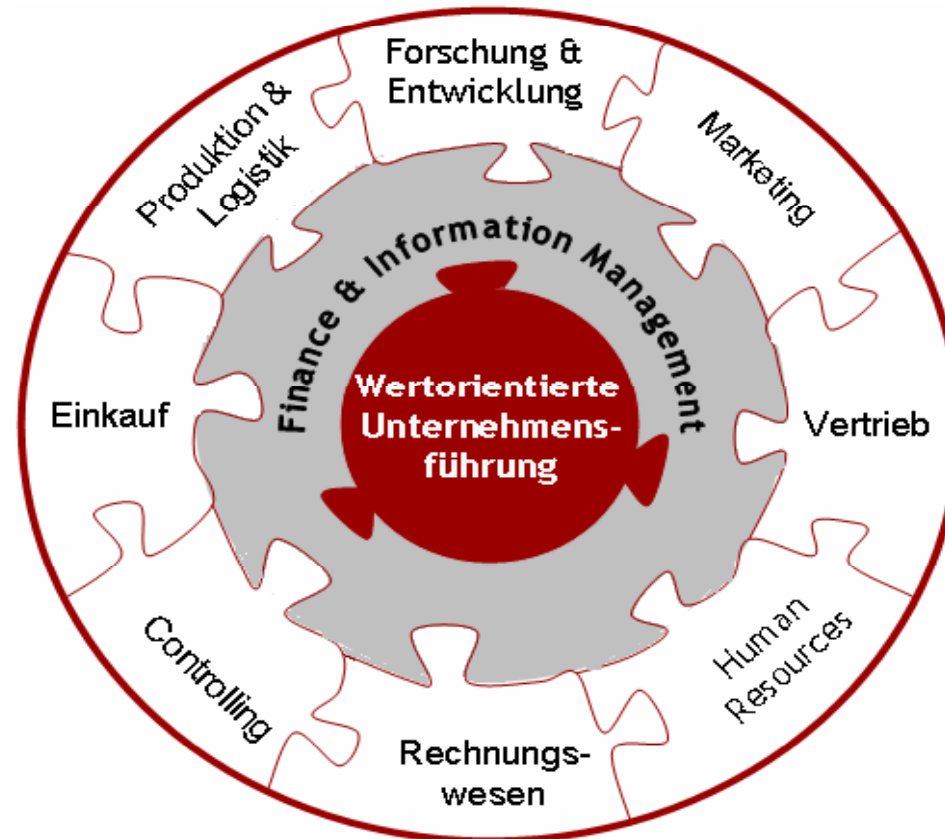 Forschung &
Entwicklung
Marketing
Vertrieb
Human
Resources
Rechnungs-
wesen
Controlling
Einkauf
Produktion &
Logistik
Finance & Information Management
Wertorientierte
Unternehmens-
führung